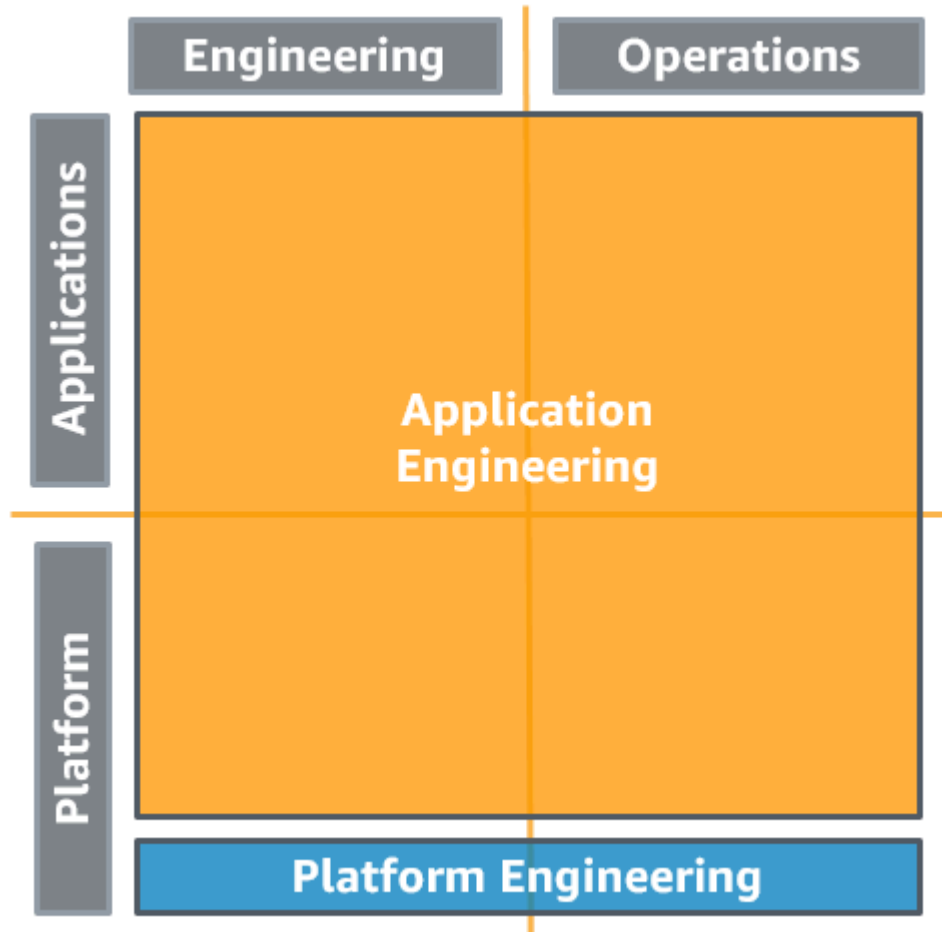 Engineering
Operations
Applications
Application
Engineering
Platform
Platform Engineering